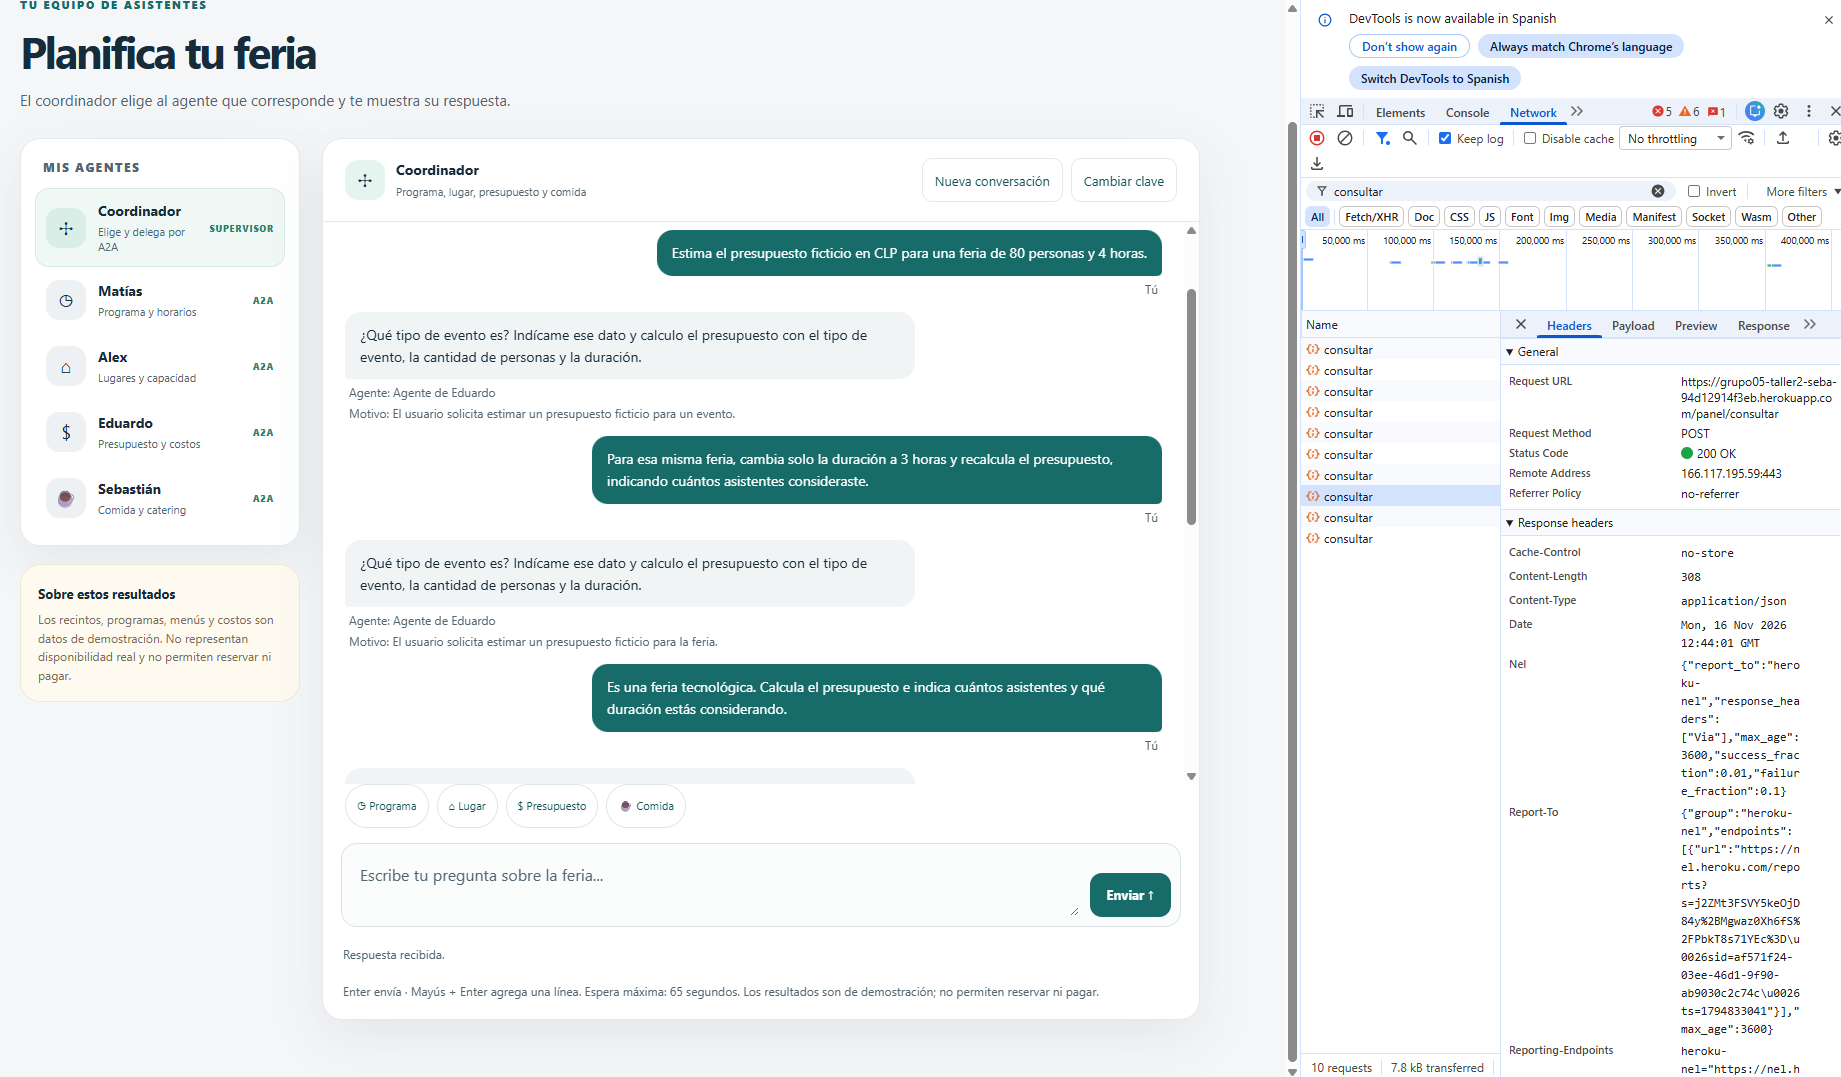 TU EQUIPO DE ASISTENTES
Planifica tu feria
El coordinador elige al agente que corresponde y te muestra su respuesta.
MIS AGENTES
Coordinador
Elige y delega por
A2A
SUPERVISOR
Matías
Programa y horarios
A2A
Alex
Lugares y capacidad
A2A
$
Eduardo
Presupuesto y costos
A2A
Sebastián
Comida y catering
A2A
Sobre estos resultados
Los recintos, programas, menús y costos son
datos de demostración. No representan
disponibilidad real y no permiten reservar ni
pagar.
Coordinador
Programa, lugar, presupuesto y comida
Nueva conversación
Cambiar clave
Estima el presupuesto ficticio en CLP para una feria de 80 personas y 4 horas.
Tú
¿Qué tipo de evento es? Indícame ese dato y calculo el presupuesto con el tipo de
evento, la cantidad de personas y la duración.
Agente: Agente de Eduardo
Motivo: El usuario solicita estimar un presupuesto ficticio para un evento.
Para esa misma feria, cambia solo la duración a 3 horas y recalcula el presupuesto,
indicando cuántos asistentes consideraste.
Tú
¿Qué tipo de evento es? Indícame ese dato y calculo el presupuesto con el tipo de
evento, la cantidad de personas y la duración.
Agente: Agente de Eduardo
Motivo: El usuario solicita estimar un presupuesto ficticio para la feria.
Es una feria tecnológica. Calcula el presupuesto e indica cuántos asistentes y qué
duración estás considerando.
Tú
Programa
Lugar
$ Presupuesto
Comida
Escribe tu pregunta sobre la feria...
Enviar ↑
Respuesta recibida.
Enter envía · Mayús + Enter agrega una línea. Espera máxima: 65 segundos. Los resultados son de demostración; no permiten reservar ni pagar.
DevTools is now available in Spanish
Don't show again
Always match Chrome's language
Switch DevTools to Spanish
Elements
Console
Network
5
6
1
Keep log
Disable cache
No throttling
consultar
Invert
More filters
All
Fetch/XHR
Doc
CSS
JS
Font
Img
Media
Manifest
Socket
Wasm
Other
50,000 ms
100,000 ms
150,000 ms
200,000 ms
250,000 ms
300,000 ms
350,000 ms
400,000 ms
Name
consultar
consultar
consultar
consultar
consultar
consultar
consultar
consultar
consultar
consultar
Headers
Payload
Preview
Response
General
Request URL
https://grupo05-taller2-seba-
94d12914f3eb.herokuapp.co
m/panel/consultar
Request Method
POST
Status Code
200 OK
Remote Address
166.117.195.59:443
Referrer Policy
no-referrer
Response headers
Cache-Control
no-store
Content-Length
308
Content-Type
application/json
Date
Mon, 16 Nov 2026
12:44:01 GMT
Nel
{"report_to":"hero
ku-
nel","response_hea
ders":
["Via"],"max_age":
3600,"success_frac
tion":0.01,"failur
e_fraction":0.1}
Report-To
{"group":"heroku-
nel","endpoints":
[{"url":"https://n
el.heroku.com/repo
rts?
s=j2ZMt3FSVY5keOjD
84y%2BMgwaz0Xh6fS%
2FPbkT8s71YEc%3D\u
0026sid=af571f24-
03ee-46d1-9f90-
ab9030c2c74c\u0026
ts=1794833041"}],"
max_age":3600}
Reporting-Endpoints
heroku-
nel="https://nel.h
10 requests
7.8 kB transferred